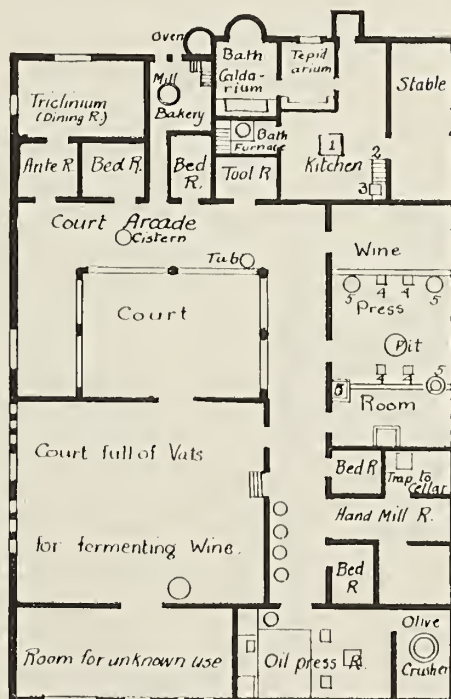 Oven
Bath
Calda-
rium
Tepid
arium
Stable
Mill
Bakery
Triclinium
(Dining R.)
Bath
Furnace
1
Kitchen
2
3
Ante R.
Bed R.
Bed
R.
Tool R
Court Arcade
Cistern
Tub
Court
Wine
5 4 4 5
Press
Pit
4 4 5
5
Room
Court full of Vats
for fermenting Wine.
Bed R
Trap to
Cellar
Hand Mill R.
Bed
R
Room for unknown use
Oil press R.
Olive
Crusher